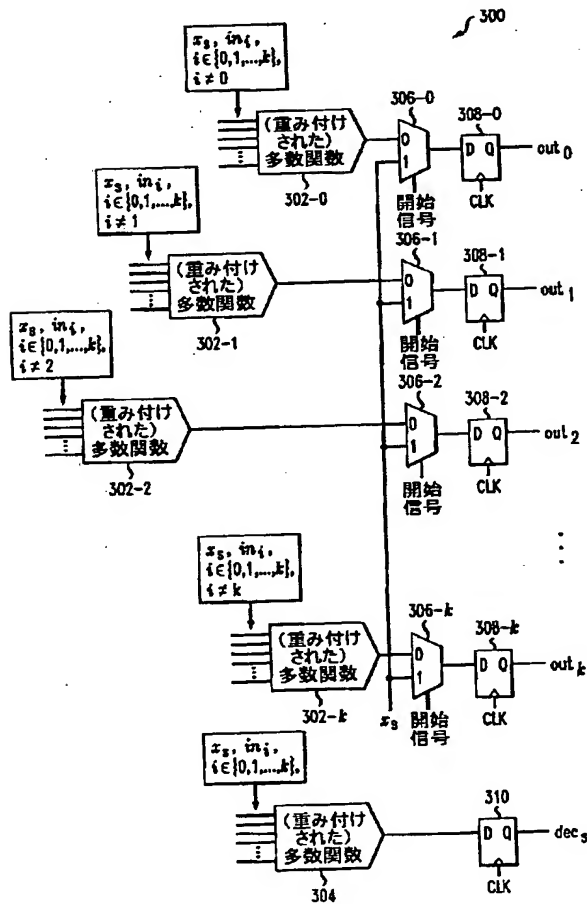 300
x_s, in_i,
i∈{0,1,...,k},
i≠0
(重み付け
された)
多数関数
302-0
306-0
0
1
開始
信号
308-0
D Q
CLK
out_0
x_s, in_i,
i∈{0,1,...,k},
i≠1
(重み付け
された)
多数関数
302-1
306-1
0
1
開始
信号
308-1
D Q
CLK
out_1
x_s, in_i,
i∈{0,1,...,k},
i≠2
(重み付け
された)
多数関数
302-2
306-2
0
1
開始
信号
308-2
D Q
CLK
out_2
x_s, in_i,
i∈{0,1,...,k},
i≠k
(重み付け
された)
多数関数
302-k
306-k
0
1
x_s
開始
信号
308-k
D Q
CLK
out_k
x_s, in_i,
i∈{0,1,...,k},
(重み付け
された)
多数関数
304
310
D Q
CLK
dec_s